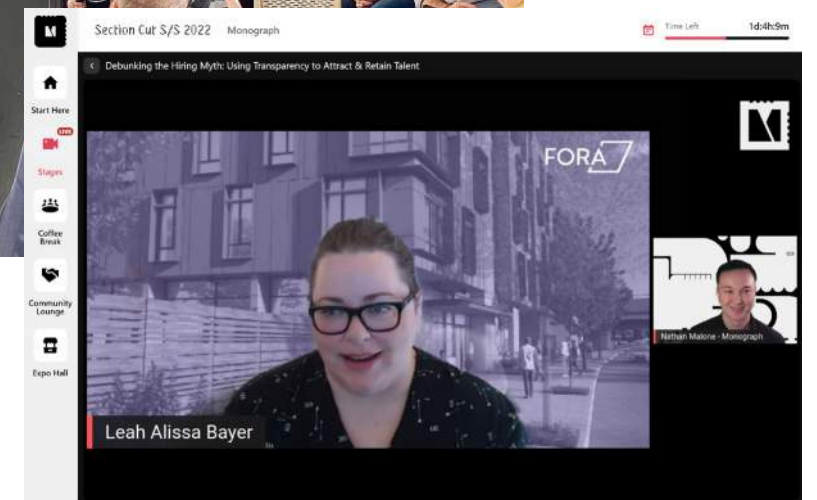 M
Section Cut S/S 2022 Monograph
Time Left 1d:4h:9m
Debunking the Hiring Myth: Using Transparency to Attract & Retain Talent
Start Here
LIVE
Stages
Coffee
Break
Community
Lounge
Expo Hall
FORA
Nathan Malone - Monograph
Leah Alissa Bayer